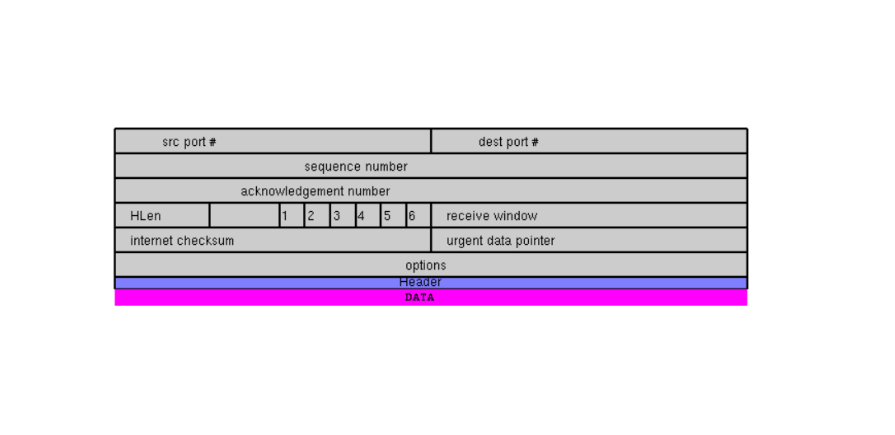 src port # dest port #
sequence number
acknowledgement number
HLen 1 2 3 4 5 6 receive window
internet checksum urgent data pointer
options
Header
DATA